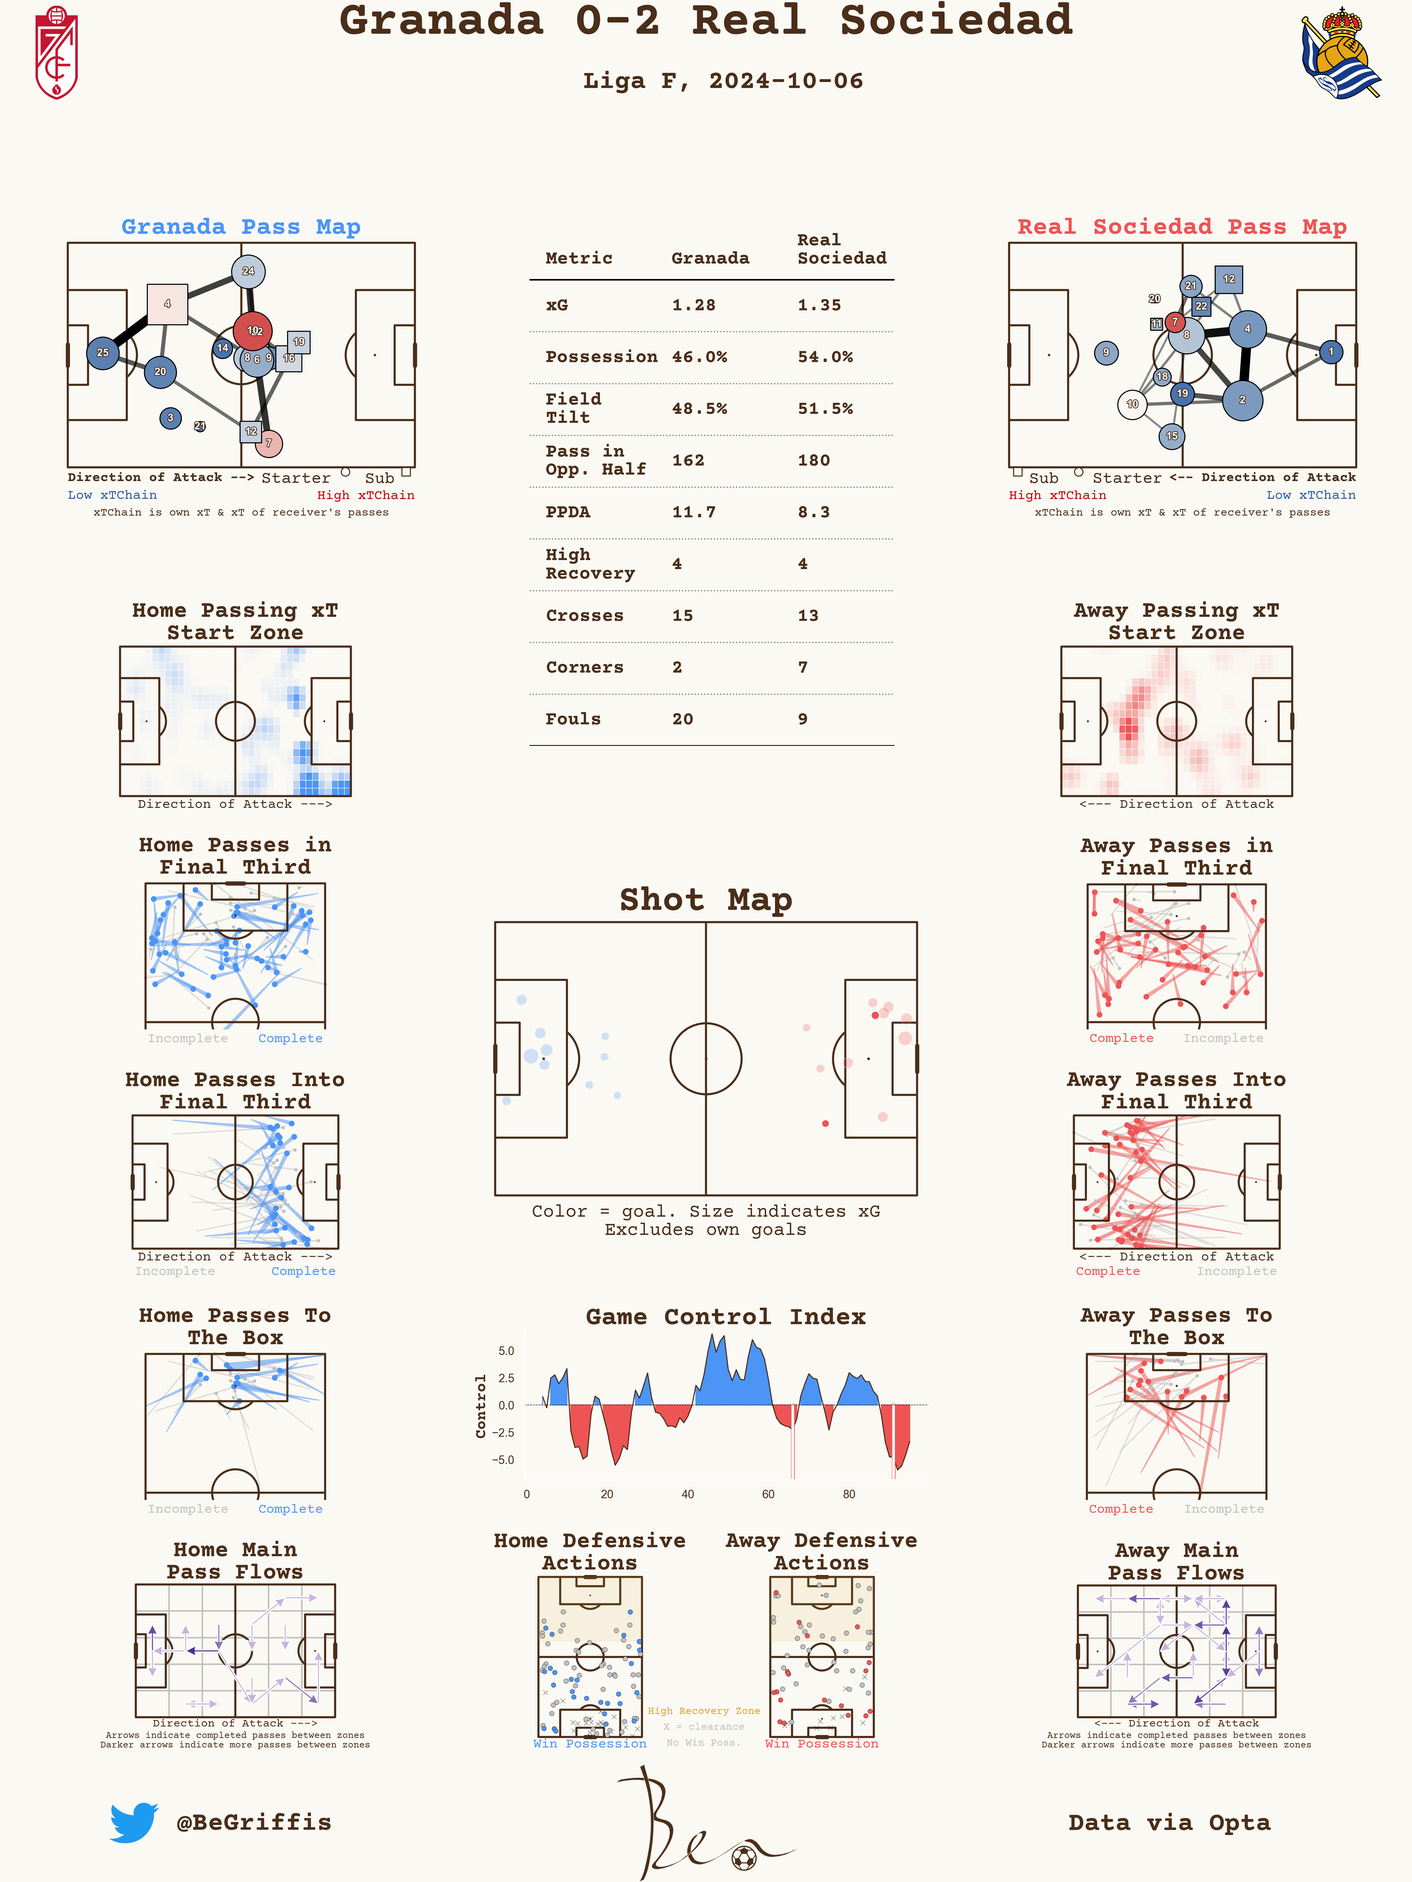 Granada 0-2 Real Sociedad
Liga F, 2024-10-06
Granada Pass Map
24
4
10
14
8
6
9
16
19
25
20
3
21
12
7
Direction of Attack --> Starter Sub
Low xTChain High xTChain
xTChain is own xT & xT of receiver's passes
Metric Granada Real Sociedad
xG 1.28 1.35
Possession 46.0% 54.0%
Field Tilt 48.5% 51.5%
Pass in Opp. Half 162 180
PPDA 11.7 8.3
High Recovery 4 4
Crosses 15 13
Corners 2 7
Fouls 20 9
Real Sociedad Pass Map
12
21
20
22
11
7
8
4
9
1
18
10
19
2
15
Sub Starter <-- Direction of Attack
High xTChain Low xTChain
xTChain is own xT & xT of receiver's passes
Home Passing xT
Start Zone
Direction of Attack --->
Away Passing xT
Start Zone
<--- Direction of Attack
Home Passes in
Final Third
Incomplete Complete
Away Passes in
Final Third
Complete Incomplete
Shot Map
Color = goal. Size indicates xG
Excludes own goals
Home Passes Into
Final Third
Direction of Attack --->
Incomplete Complete
Away Passes Into
Final Third
<--- Direction of Attack
Complete Incomplete
Home Passes To
The Box
Incomplete Complete
Game Control Index
Control
5.0
2.5
0.0
−2.5
−5.0
0 20 40 60 80
Away Passes To
The Box
Complete Incomplete
Home Main
Pass Flows
Direction of Attack --->
Arrows indicate completed passes between zones
Darker arrows indicate more passes between zones
Home Defensive
Actions
Win Possession
High Recovery Zone
X = clearance
No Win Poss.
Away Defensive
Actions
Win Possession
Away Main
Pass Flows
<--- Direction of Attack
Arrows indicate completed passes between zones
Darker arrows indicate more passes between zones
@BeGriffis
Ben
Data via Opta